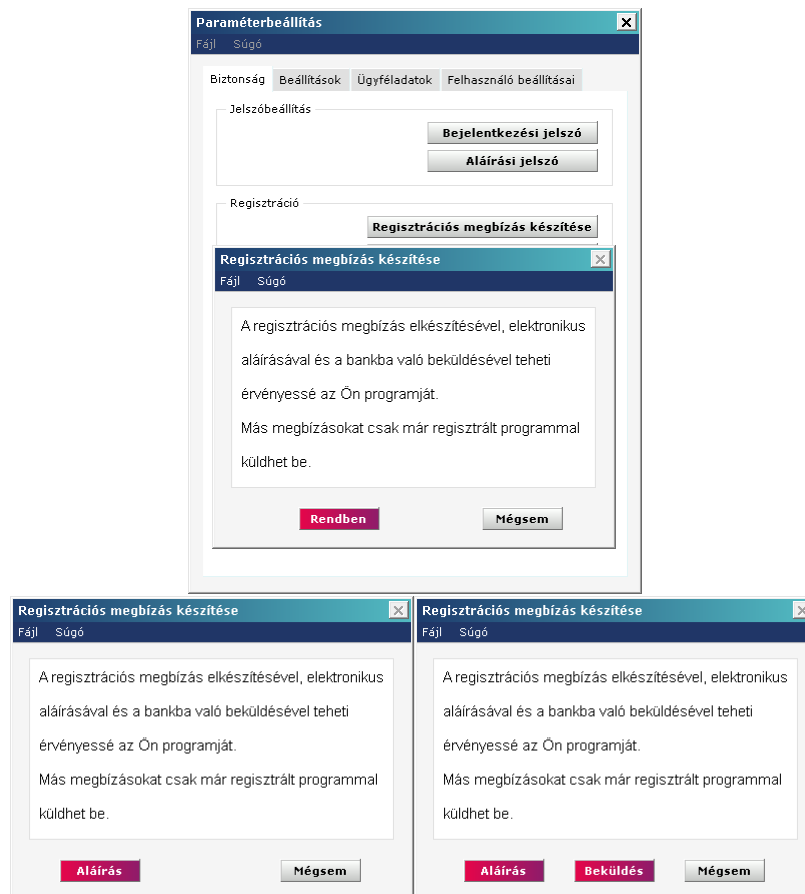 Paraméterbeállítás
Fájl Súgó
Biztonság Beállítások Ügyféladatok Felhasználó beállításai
Jelszóbeállítás
Bejelentkezési jelszó
Aláírási jelszó
Regisztráció
Regisztrációs megbízás készítése
Regisztrációs megbízás készítése
Fájl Súgó
A regisztrációs megbízás elkészítésével, elektronikus
aláírásával és a bankba való beküldésével teheti
érvényessé az Ön programját.
Más megbízásokat csak már regisztrált programmal
küldhet be.
Rendben Mégsem
Regisztrációs megbízás készítése
Fájl Súgó
A regisztrációs megbízás elkészítésével, elektronikus
aláírásával és a bankba való beküldésével teheti
érvényessé az Ön programját.
Más megbízásokat csak már regisztrált programmal
küldhet be.
Aláírás Mégsem
Regisztrációs megbízás készítése
Fájl Súgó
A regisztrációs megbízás elkészítésével, elektronikus
aláírásával és a bankba való beküldésével teheti
érvényessé az Ön programját.
Más megbízásokat csak már regisztrált programmal
küldhet be.
Aláírás Beküldés Mégsem